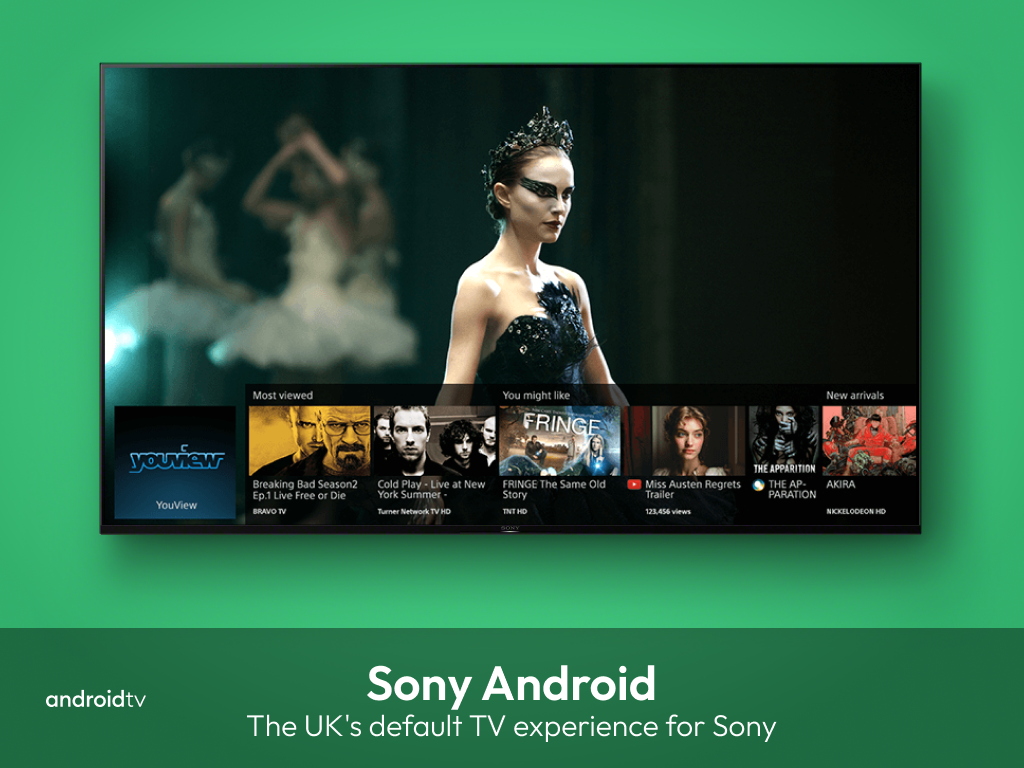 Most viewed
You might like
New arrivals
youview
YouView
FRINGE
THE APPARITION
Breaking Bad Season2
Ep.1 Live Free or Die
BRAVO TV
Cold Play - Live at New
York Summer -
Turner Network TV HD
FRINGE The Same Old
Story
TNT HD
Miss Austen Regrets
Trailer
123,456 views
THE AP-
PARATION
AKIRA
NICKELODEON HD
SONY
androidtv
Sony Android
The UK's default TV experience for Sony